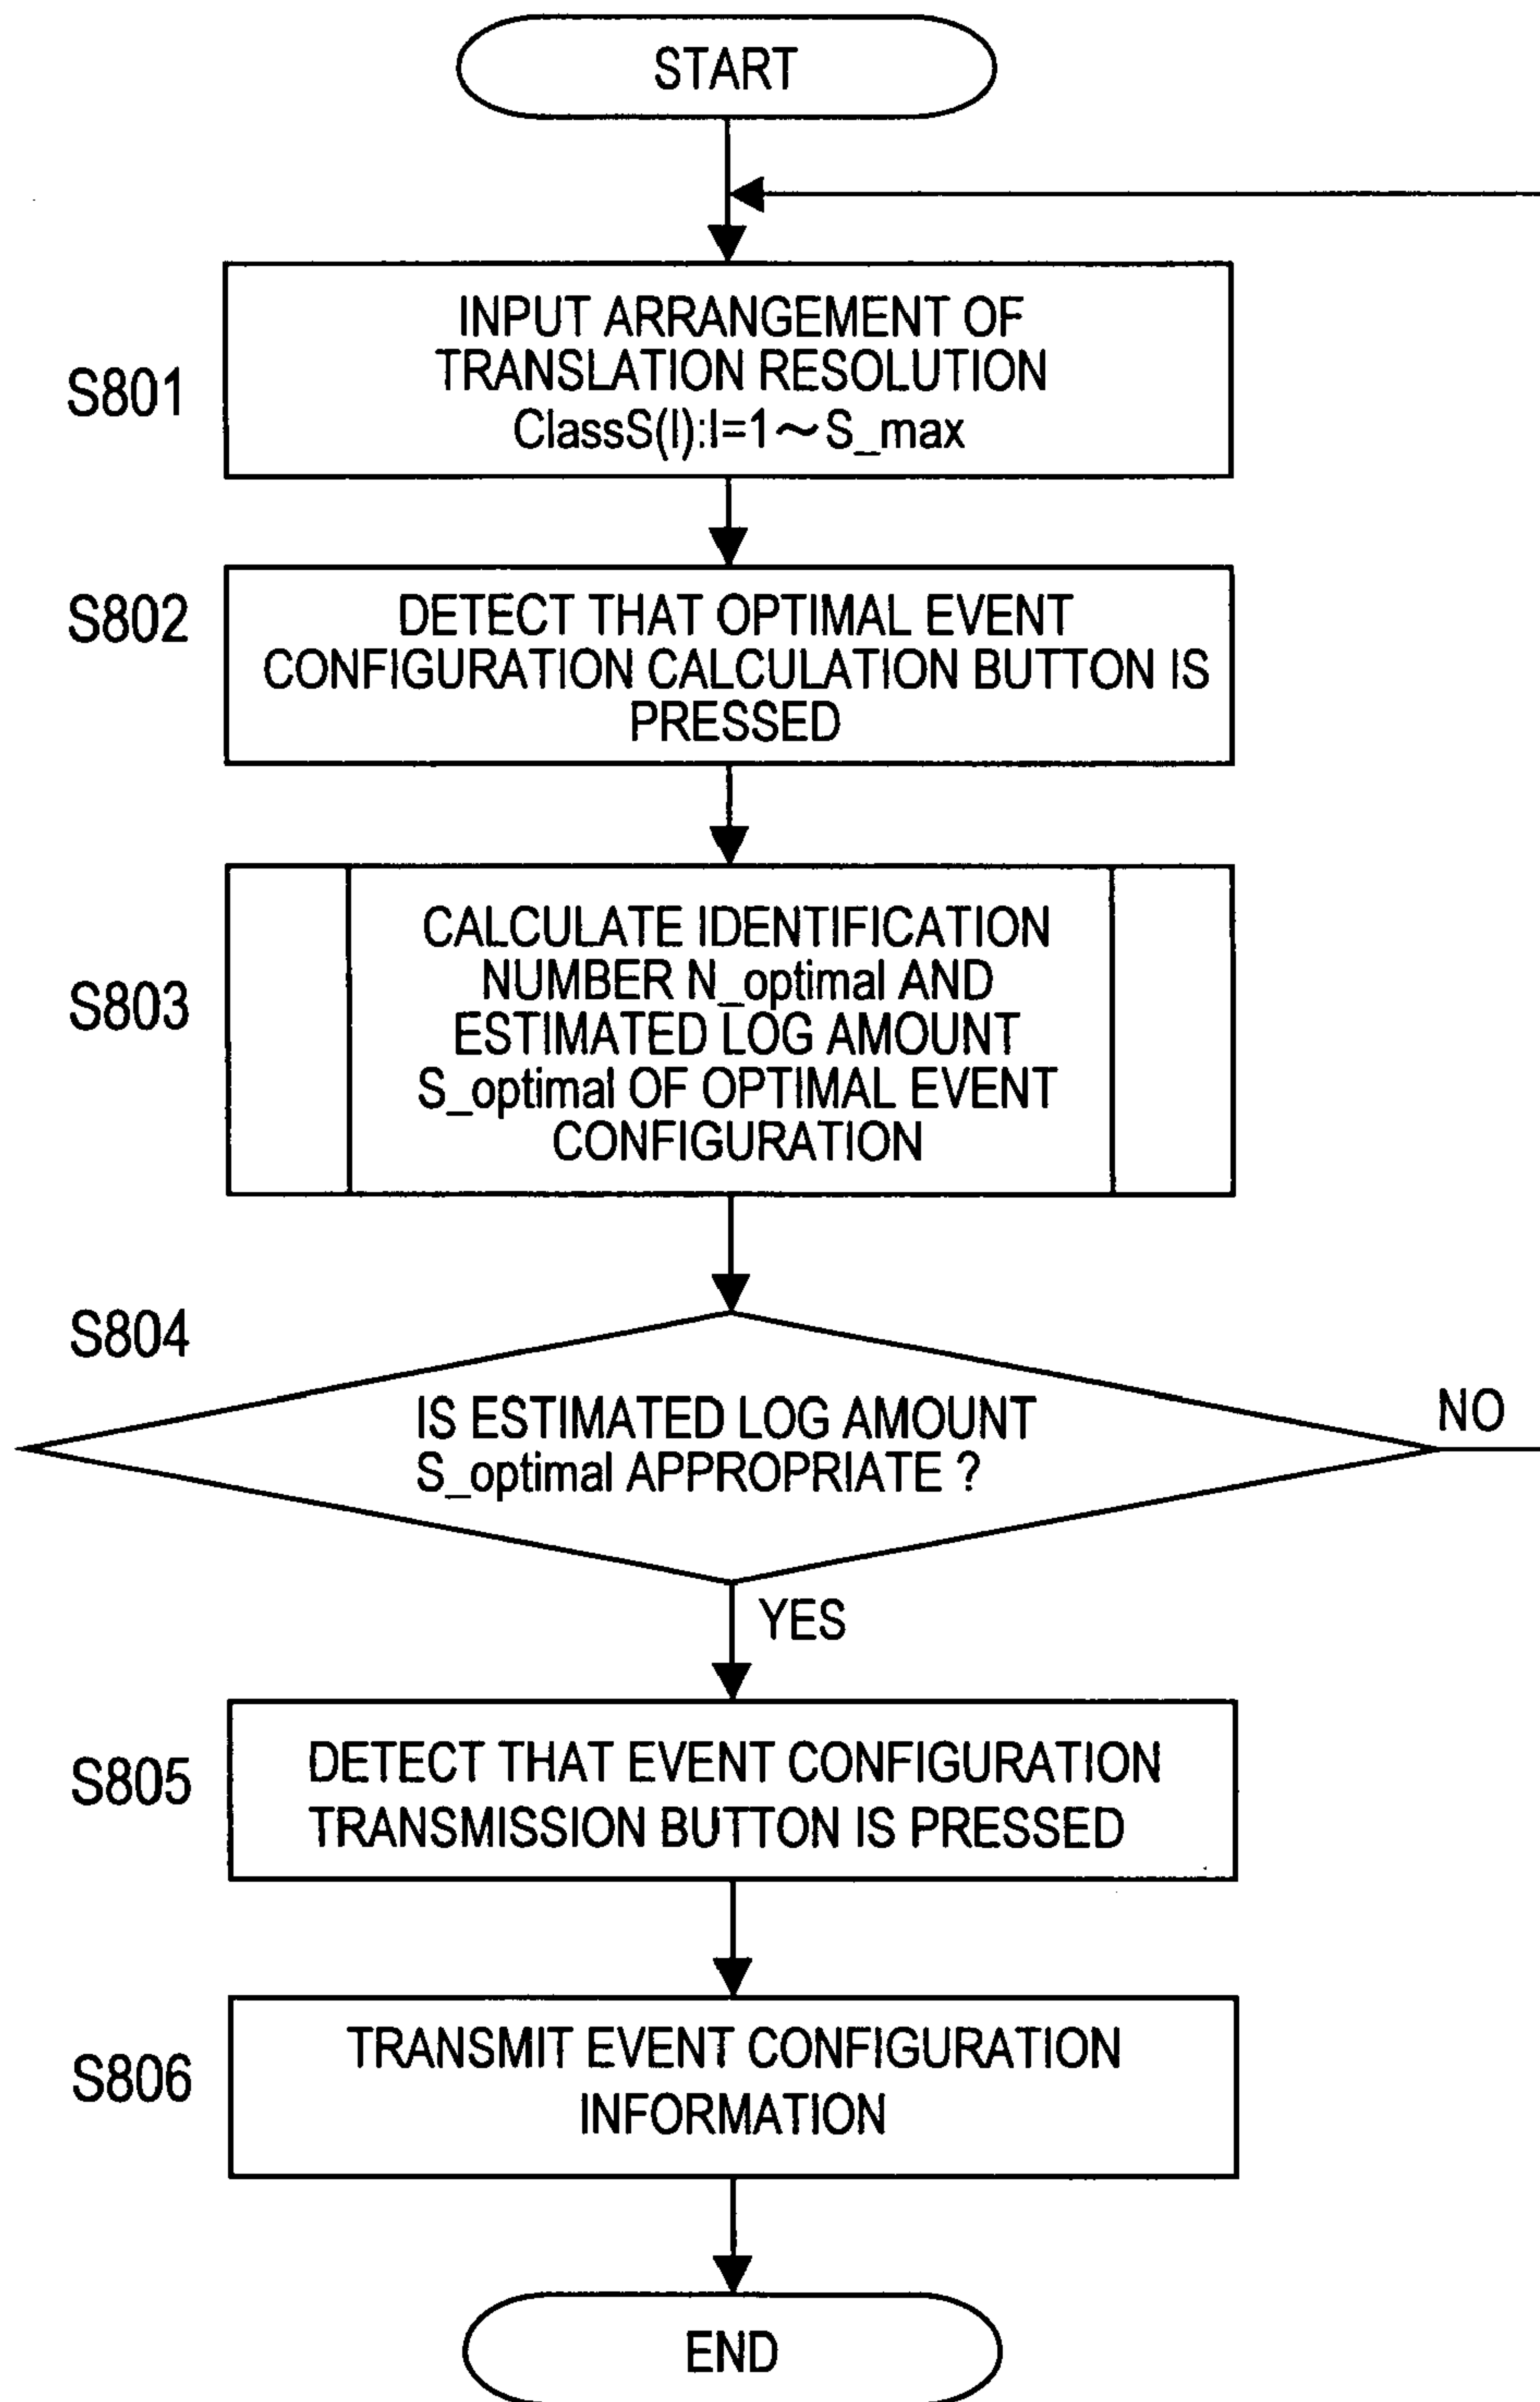 START
S801
INPUT ARRANGEMENT OF
TRANSLATION RESOLUTION
ClassS(I):I=1～S_max
S802
DETECT THAT OPTIMAL EVENT
CONFIGURATION CALCULATION BUTTON IS
PRESSED
S803
CALCULATE IDENTIFICATION
NUMBER N_optimal AND
ESTIMATED LOG AMOUNT
S_optimal OF OPTIMAL EVENT
CONFIGURATION
S804
IS ESTIMATED LOG AMOUNT
S_optimal APPROPRIATE ?
NO
YES
S805
DETECT THAT EVENT CONFIGURATION
TRANSMISSION BUTTON IS PRESSED
S806
TRANSMIT EVENT CONFIGURATION
INFORMATION
END